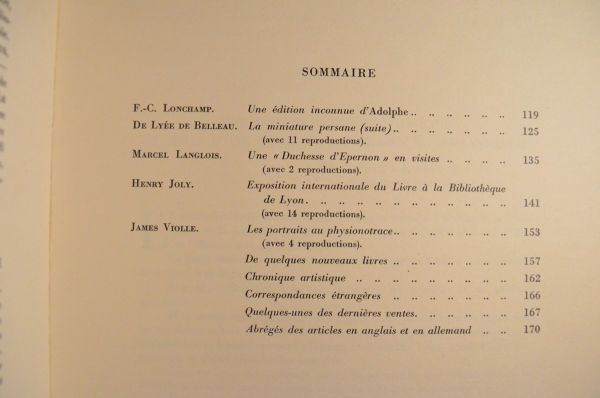 SOMMAIRE
F.-C. LONCHAMP. Une édition inconnue d'Adolphe .. .. .. .. .. .. 119
DE LYÉE DE BELLEAU. La miniature persane (suite) .. .. .. .. .. .. 125
(avec 11 reproductions).
MARCEL LANGLOIS. Une « Duchesse d'Epernon » en visites .. .. .. .. 135
(avec 2 reproductions).
HENRY JOLY. Exposition internationale du Livre à la Bibliothèque
de Lyon. .. .. .. .. .. .. .. .. .. .. .. 141
(avec 14 reproductions).
JAMES VIOLLE. Les portraits au physionotrace .. .. .. .. .. .. 153
(avec 4 reproductions).
De quelques nouveaux livres .. .. .. .. .. 157
Chronique artistique .. .. .. .. .. .. .. .. 162
Correspondances étrangères .. .. .. .. .. .. 166
Quelques-unes des dernières ventes. .. .. .. .. 167
Abrégés des articles en anglais et en allemand .. .. 170